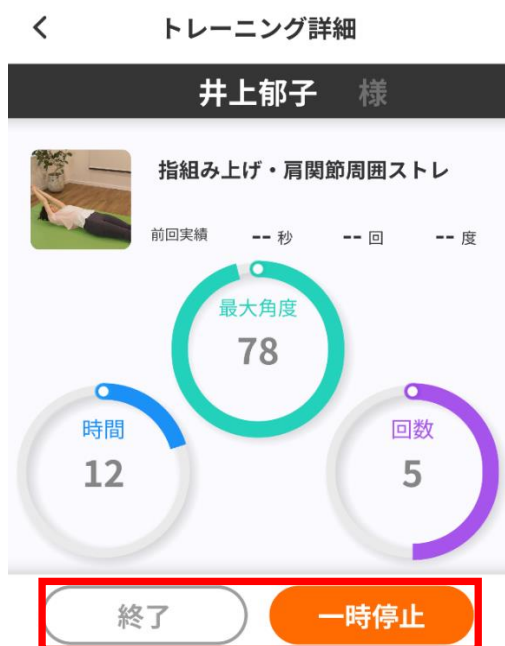 トレーニング詳細
井上郁子 様
指組み上げ・肩関節周囲ストレ
前回実績 -- 秒 -- 回 -- 度
最大角度
78
時間
12
回数
5
終了 一時停止